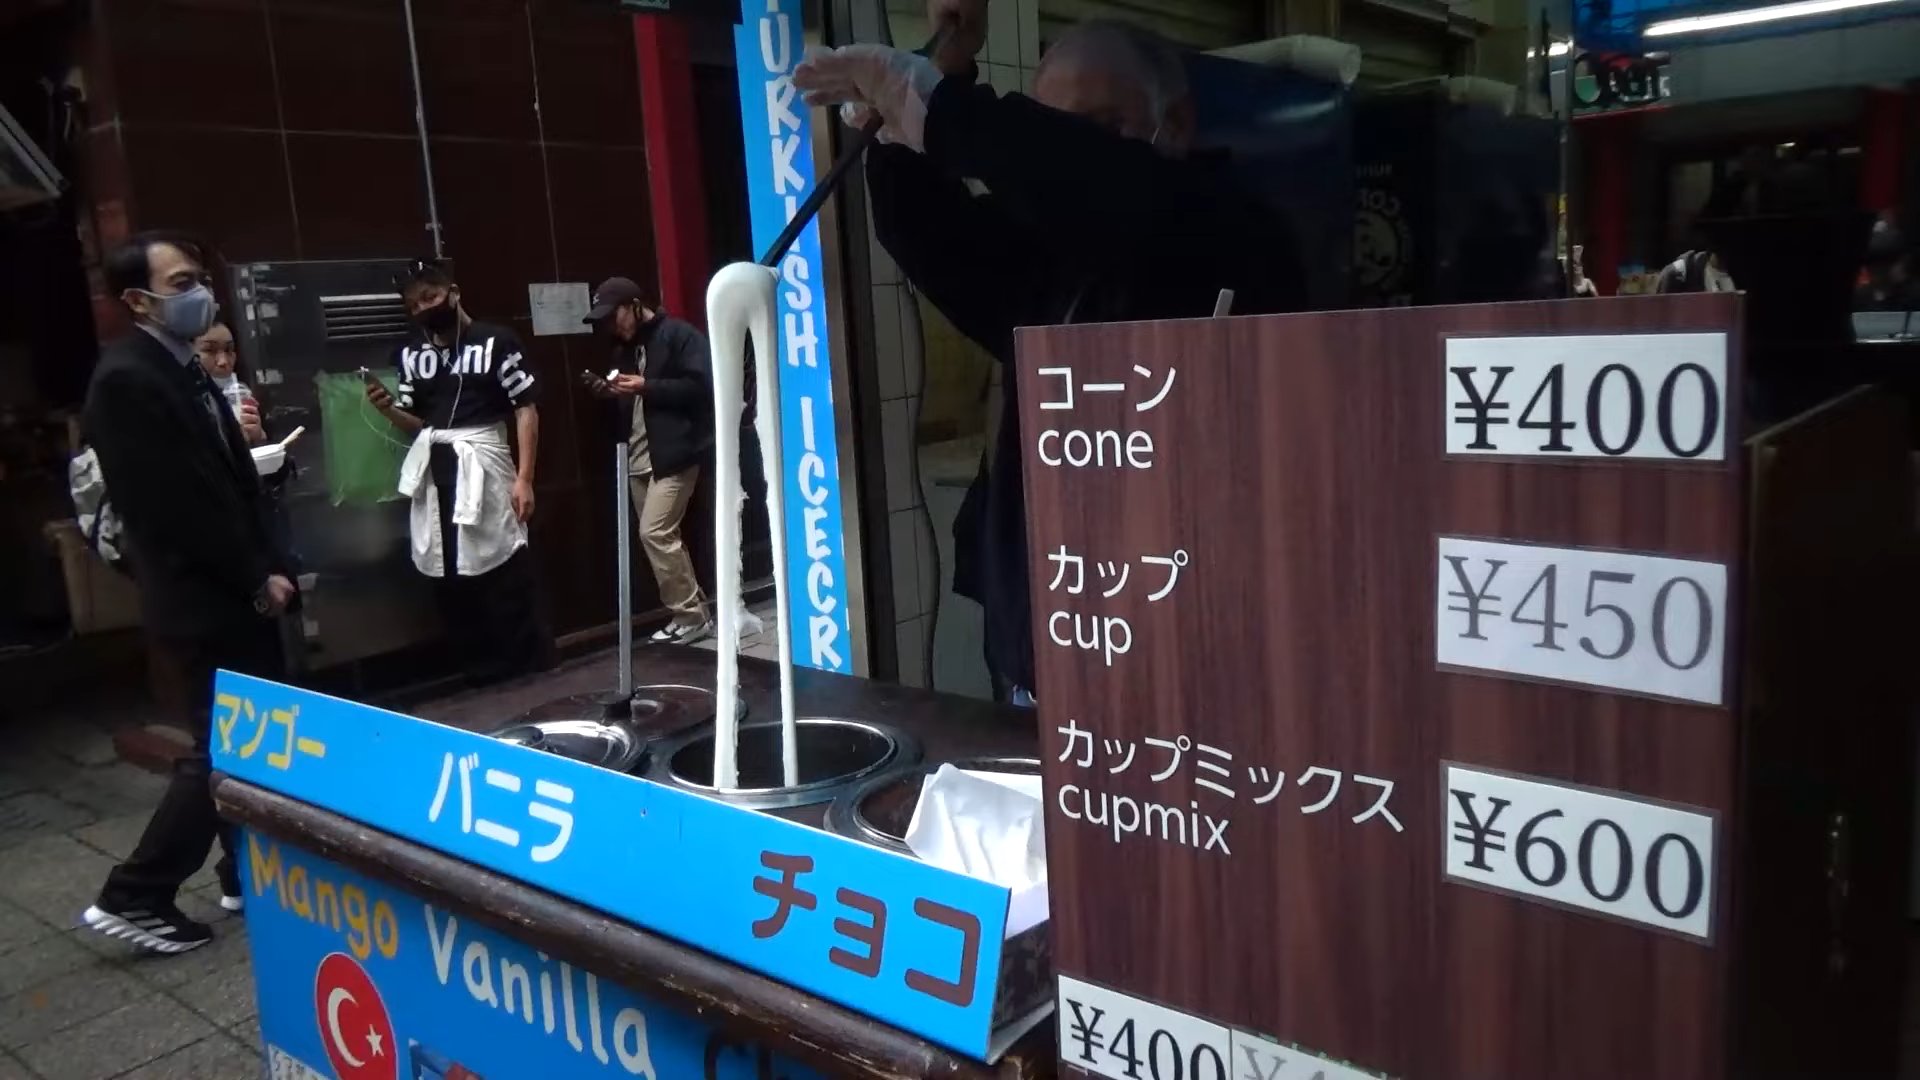 TURKISH ICECR
コーン
cone
¥400
カップ
cup
¥450
カップミックス
cupmix
¥600
マンゴー
バニラ
チョコ
Mango
Vanilla
¥400